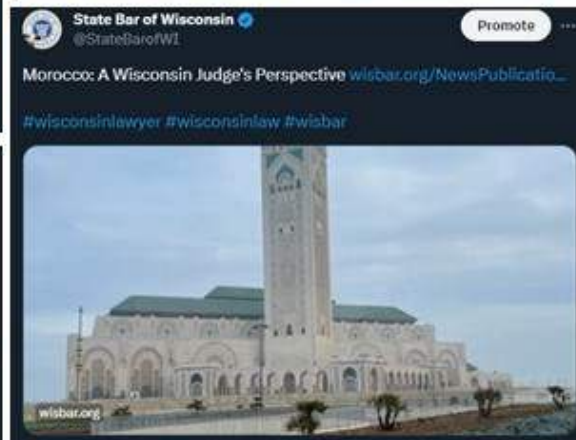 State Bar of Wisconsin
@StateBarofWI
Promote
Morocco: A Wisconsin Judge's Perspective wisbar.org/NewsPublicatio...
#wisconsinlawyer #wisconsinlaw #wisbar
wisbar.org